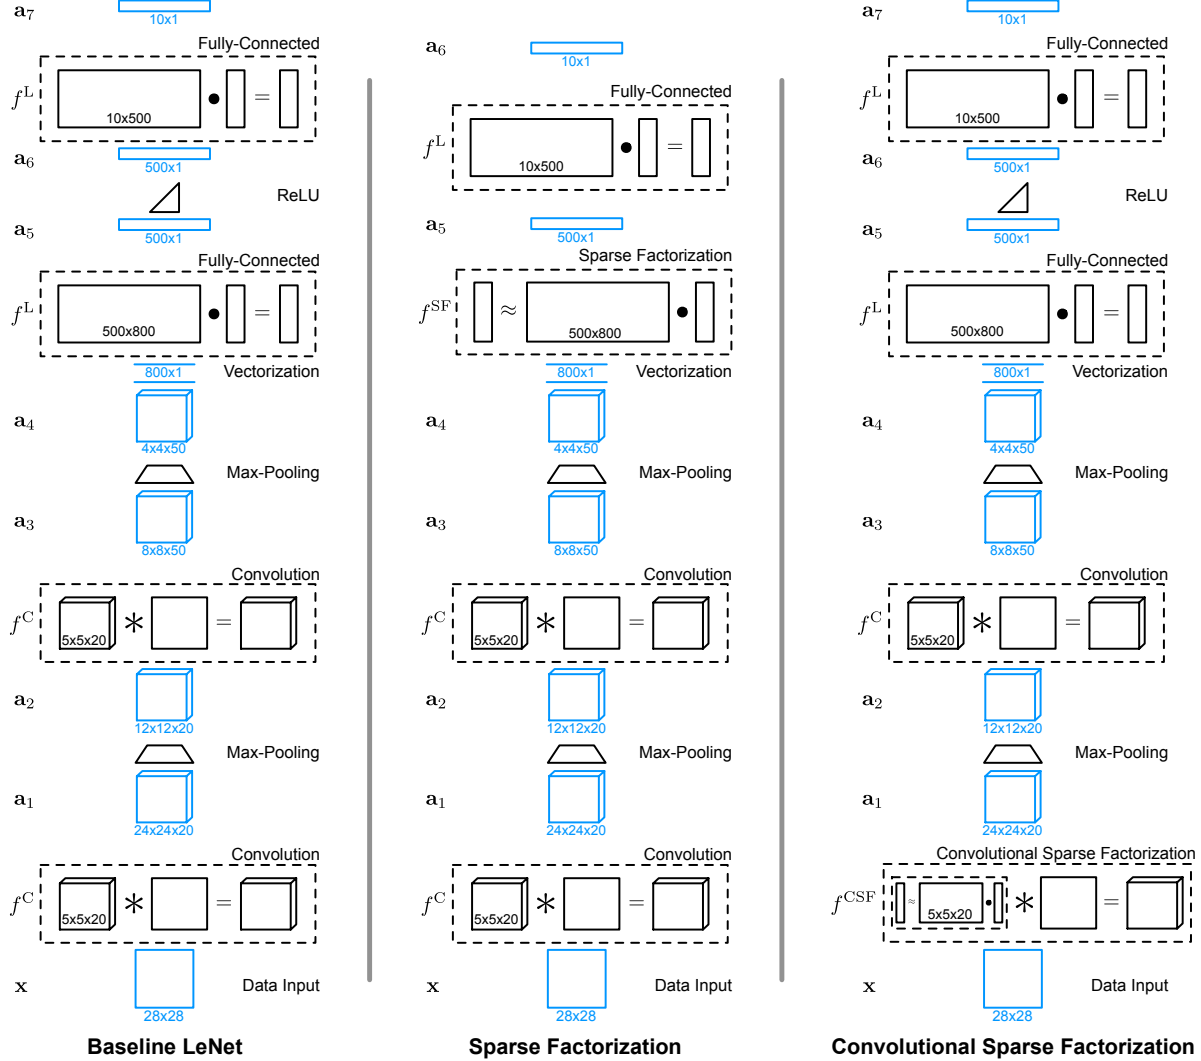 a₇
10x1
Fully-Connected
fᴸ
10x500
=
a₆
500x1
ReLU
a₅
500x1
Fully-Connected
fᴸ
500x800
=
800x1
Vectorization
a₄
4x4x50
Max-Pooling
a₃
8x8x50
Convolution
f^C
5x5x20
* =
a₂
12x12x20
Max-Pooling
a₁
24x24x20
Convolution
f^C
5x5x20
* =
x
Data Input
28x28
Baseline LeNet
a₆
10x1
Fully-Connected
fᴸ
10x500
=
a₅
500x1
Sparse Factorization
f^SF
≈
500x800
800x1
Vectorization
a₄
4x4x50
Max-Pooling
a₃
8x8x50
Convolution
f^C
5x5x20
* =
a₂
12x12x20
Max-Pooling
a₁
24x24x20
Convolution
f^C
5x5x20
* =
x
Data Input
28x28
Sparse Factorization
a₇
10x1
Fully-Connected
fᴸ
10x500
=
a₆
500x1
ReLU
a₅
500x1
Fully-Connected
fᴸ
500x800
=
800x1
Vectorization
a₄
4x4x50
Max-Pooling
a₃
8x8x50
Convolution
f^C
5x5x20
* =
a₂
12x12x20
Max-Pooling
a₁
24x24x20
Convolutional Sparse Factorization
f^CSF
≈
5x5x20
* =
x
Data Input
28x28
Convolutional Sparse Factorization